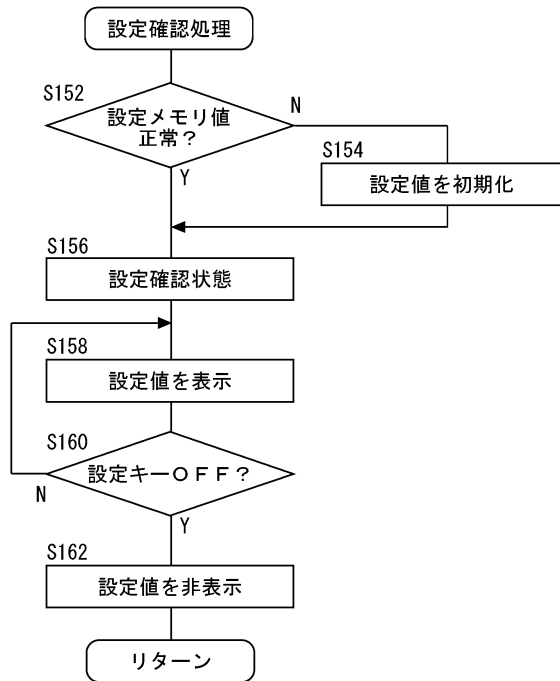 設定確認処理
S152
設定メモリ値
正常？
N
Y
S154
設定値を初期化
S156
設定確認状態
S158
設定値を表示
S160
設定キーＯＦＦ？
N
Y
S162
設定値を非表示
リターン